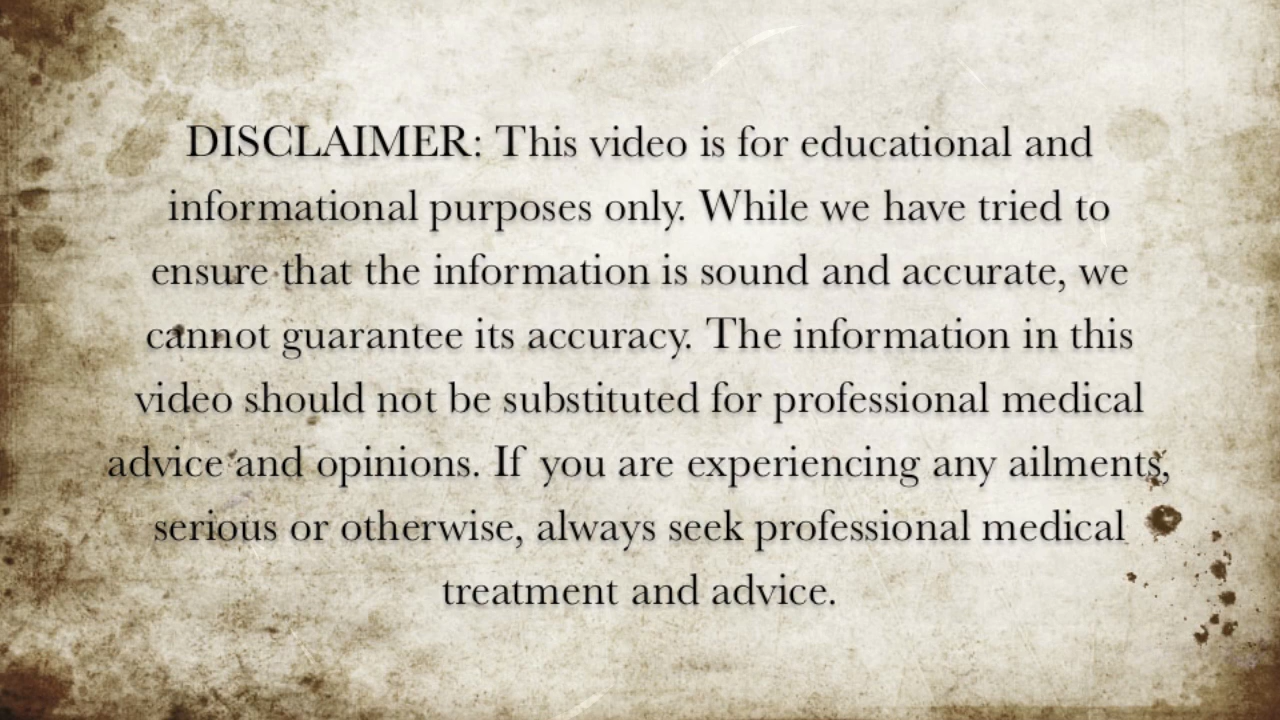 DISCLAIMER: This video is for educational and
informational purposes only. While we have tried to
ensure that the information is sound and accurate, we
cannot guarantee its accuracy. The information in this
video should not be substituted for professional medical
advice and opinions. If you are experiencing any ailments,
serious or otherwise, always seek professional medical
treatment and advice.